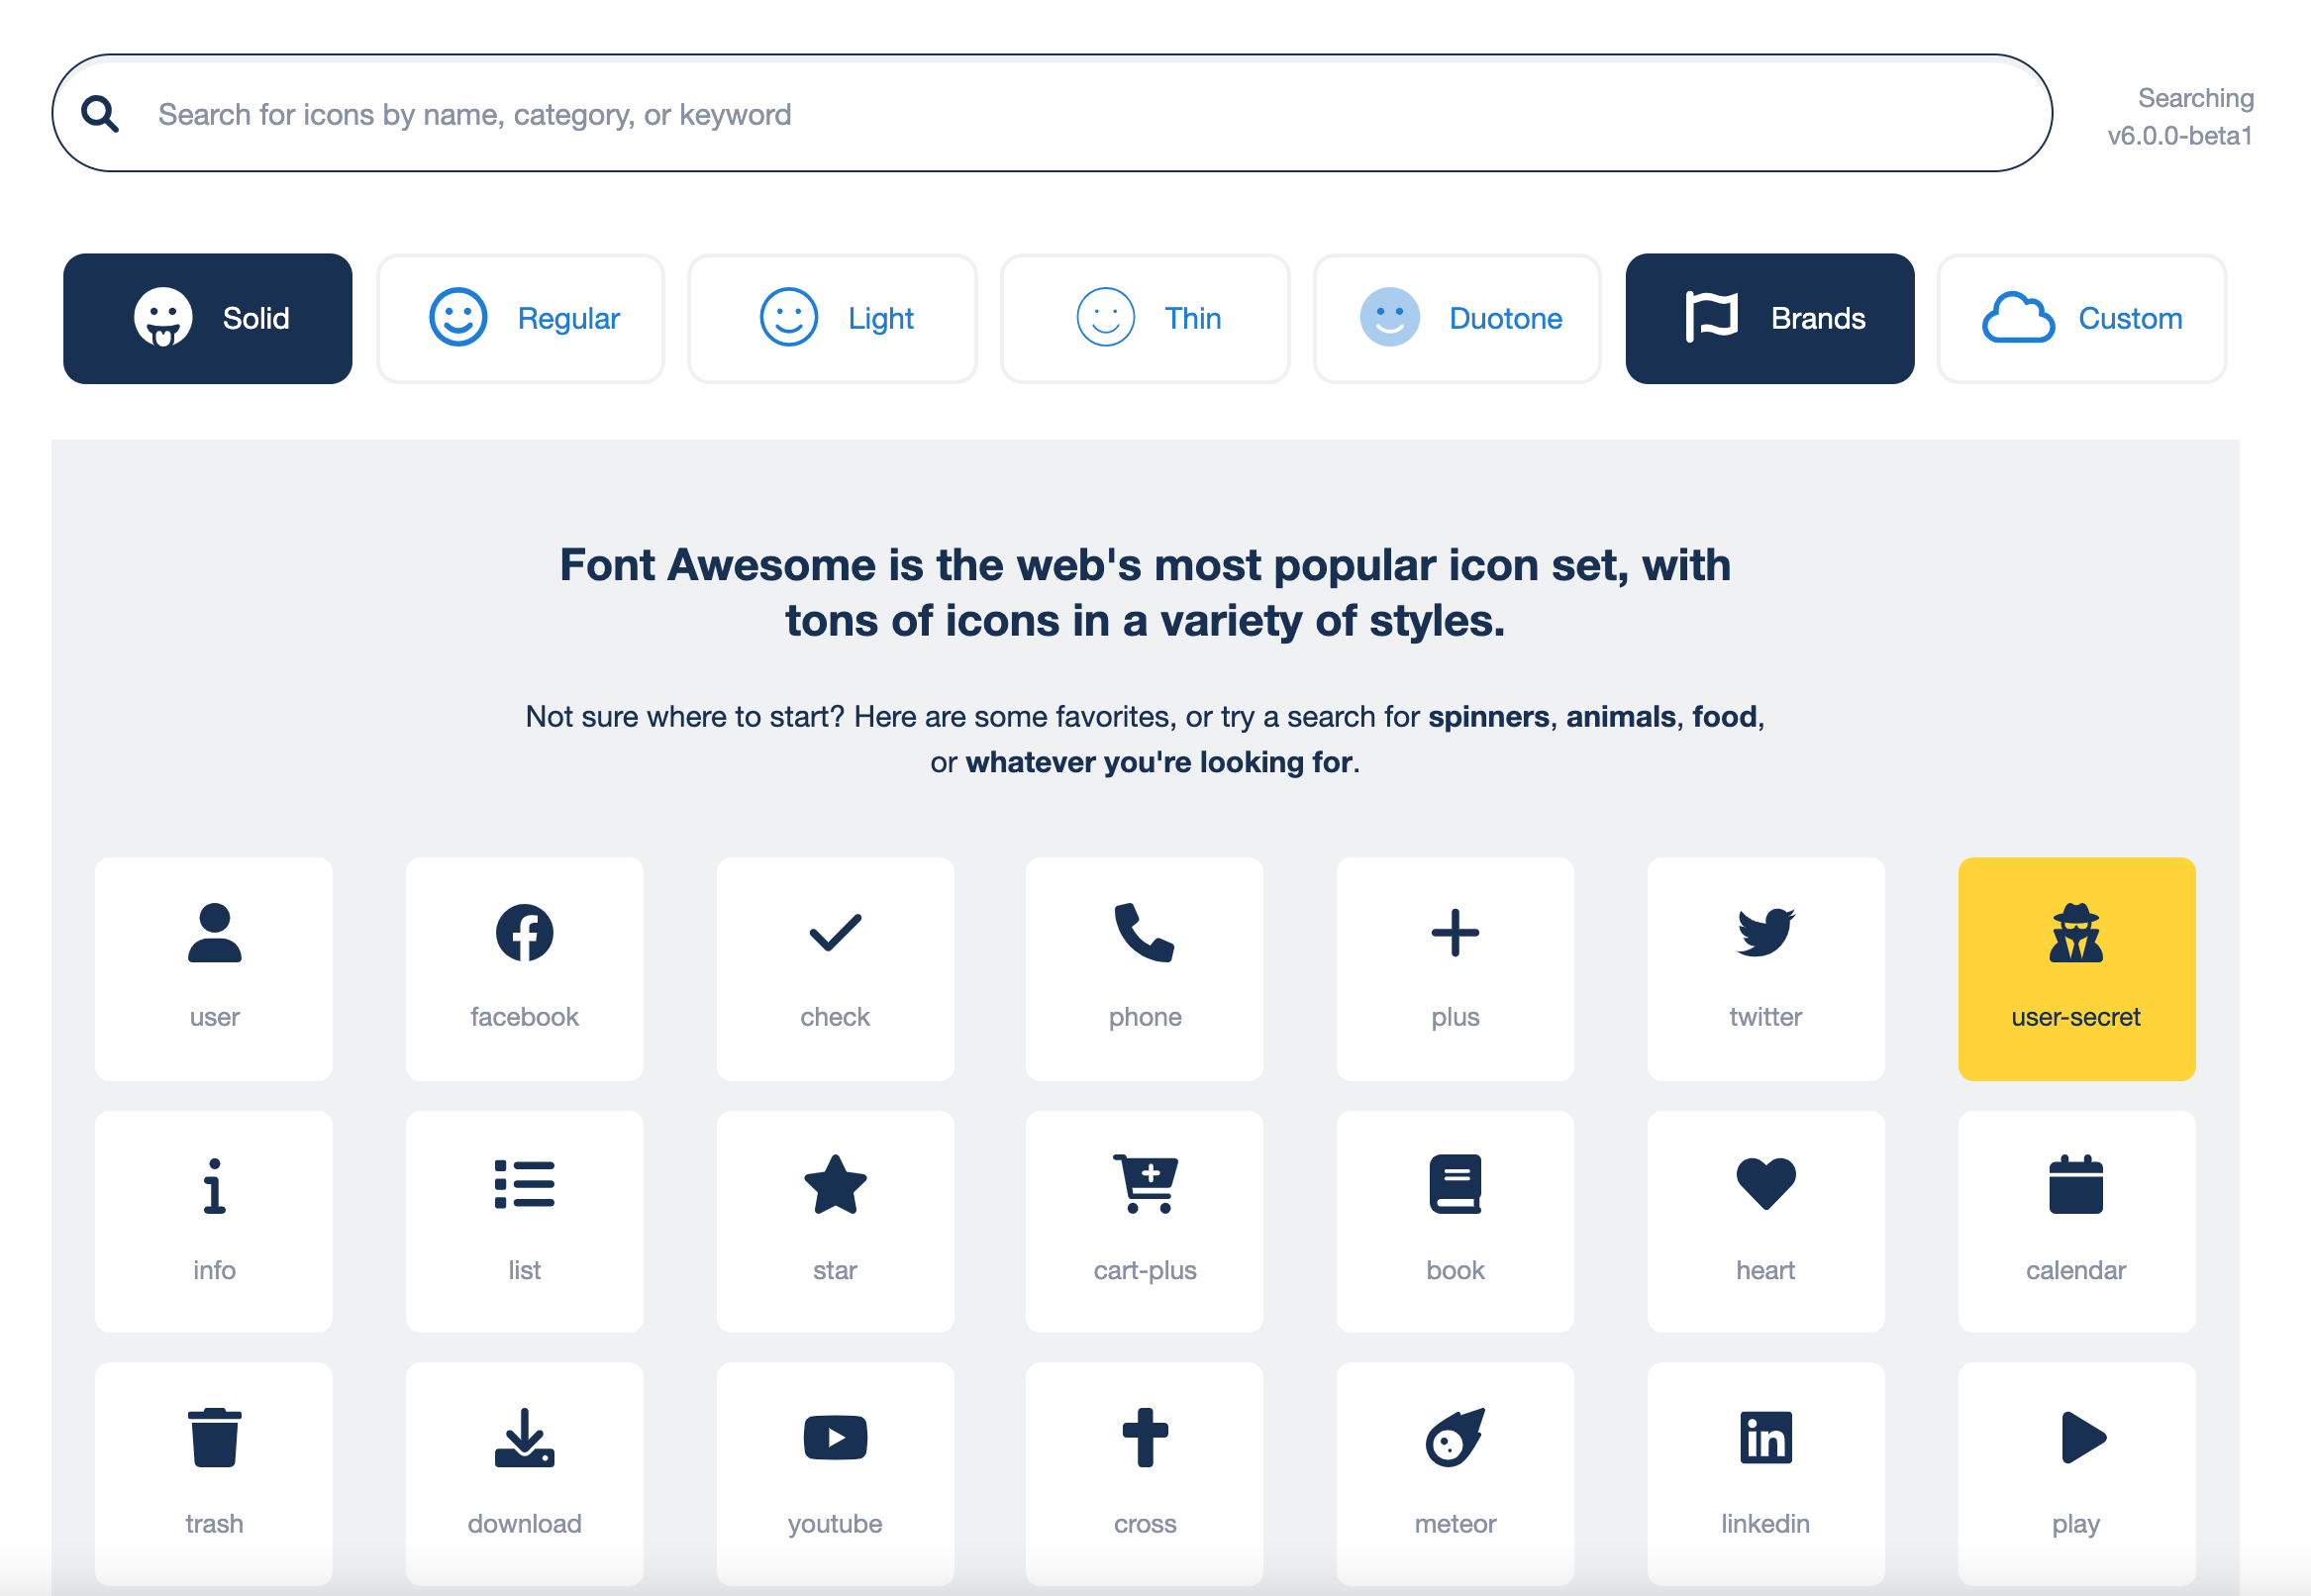 Search for icons by name, category, or keyword
Searching
v6.0.0-beta1
Solid
Regular
Light
Thin
Duotone
Brands
Custom
Font Awesome is the web's most popular icon set, with
tons of icons in a variety of styles.
Not sure where to start? Here are some favorites, or try a search for spinners, animals, food,
or whatever you're looking for.
user
facebook
check
phone
plus
twitter
user-secret
info
list
star
cart-plus
book
heart
calendar
trash
download
youtube
cross
meteor
linkedin
play